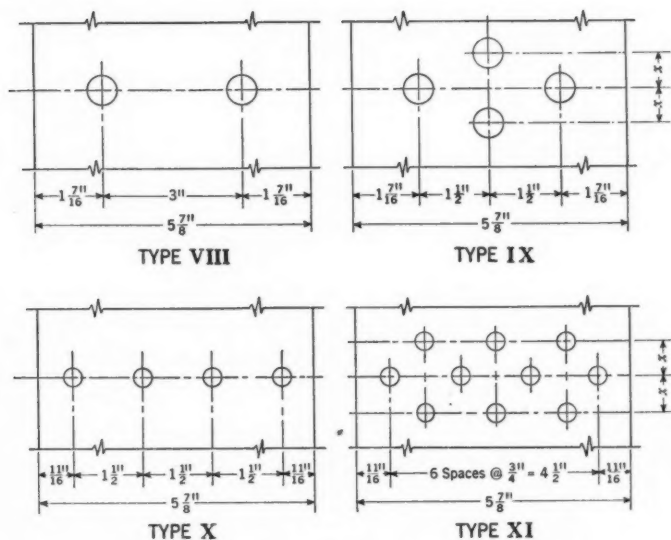 x
x
1 7/16" 3" 1 7/16"
5 7/8"
TYPE VIII
1 7/16" 1 1/2" 1 1/2" 1 7/16"
5 7/8"
TYPE IX
11/16" 1 1/2" 1 1/2" 1 1/2" 11/16"
5 7/8"
TYPE X
x
x
11/16" 6 Spaces @ 3/4" = 4 1/2" 11/16"
5 7/8"
TYPE XI